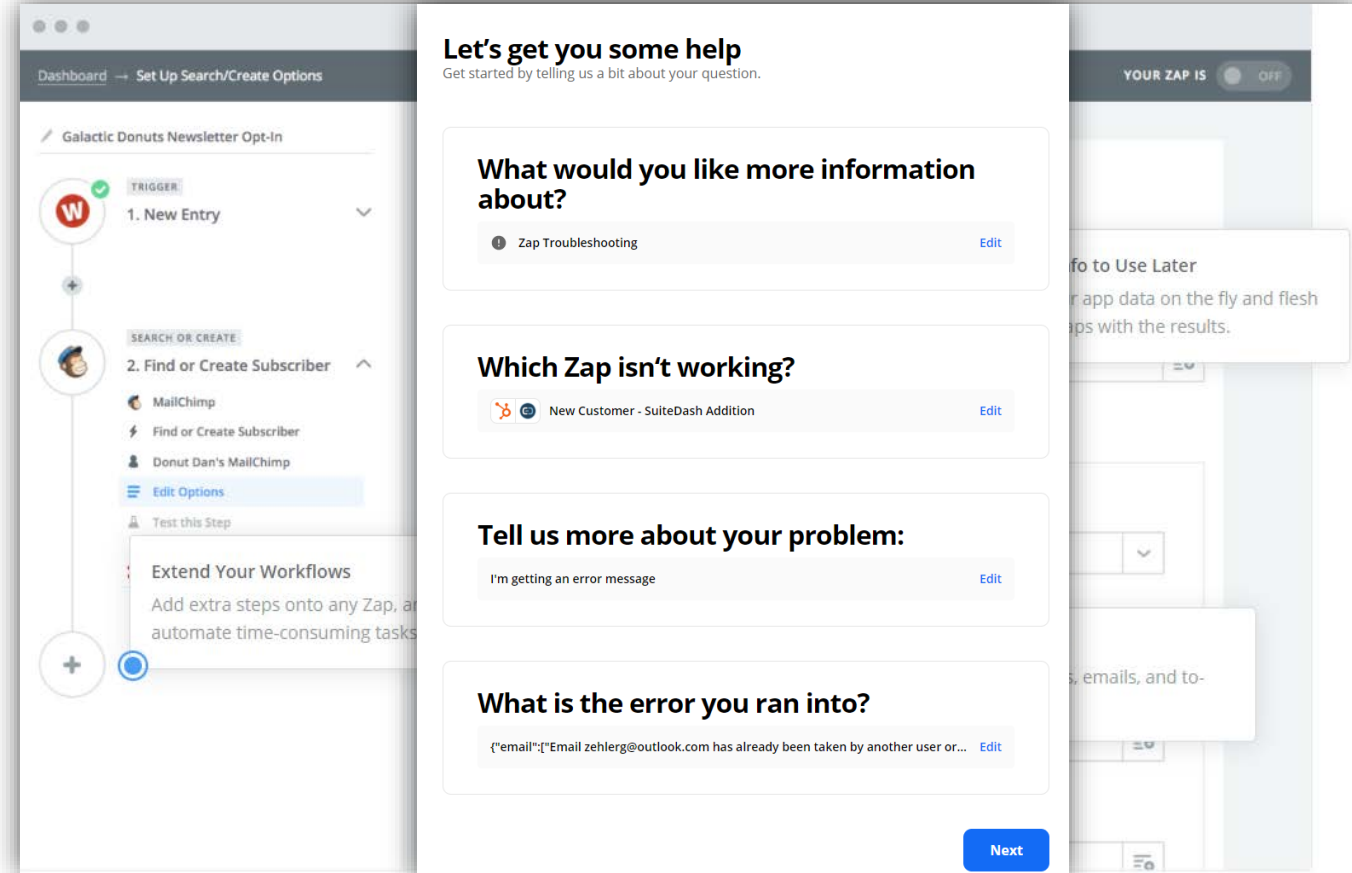 Dashboard → Set Up Search/Create Options
YOUR ZAP IS
OFF
Galactic Donuts Newsletter Opt-In
TRIGGER
1. New Entry
SEARCH OR CREATE
2. Find or Create Subscriber
MailChimp
Find or Create Subscriber
Donut Dan's MailChimp
Edit Options
Test this Step
Extend Your Workflows
Add extra steps onto any Zap,
automate time-consuming tasks
Let's get you some help
Get started by telling us a bit about your question.
What would you like more information
about?
Zap Troubleshooting
Edit
Which Zap isn't working?
New Customer - SuiteDash Addition
Edit
Tell us more about your problem:
I'm getting an error message
Edit
What is the error you ran into?
{"email":["Email zehlerg@outlook.com has already been taken by another user or...
Edit
Next
to Use Later
app data on the fly and flesh
with the results.
emails, and to-